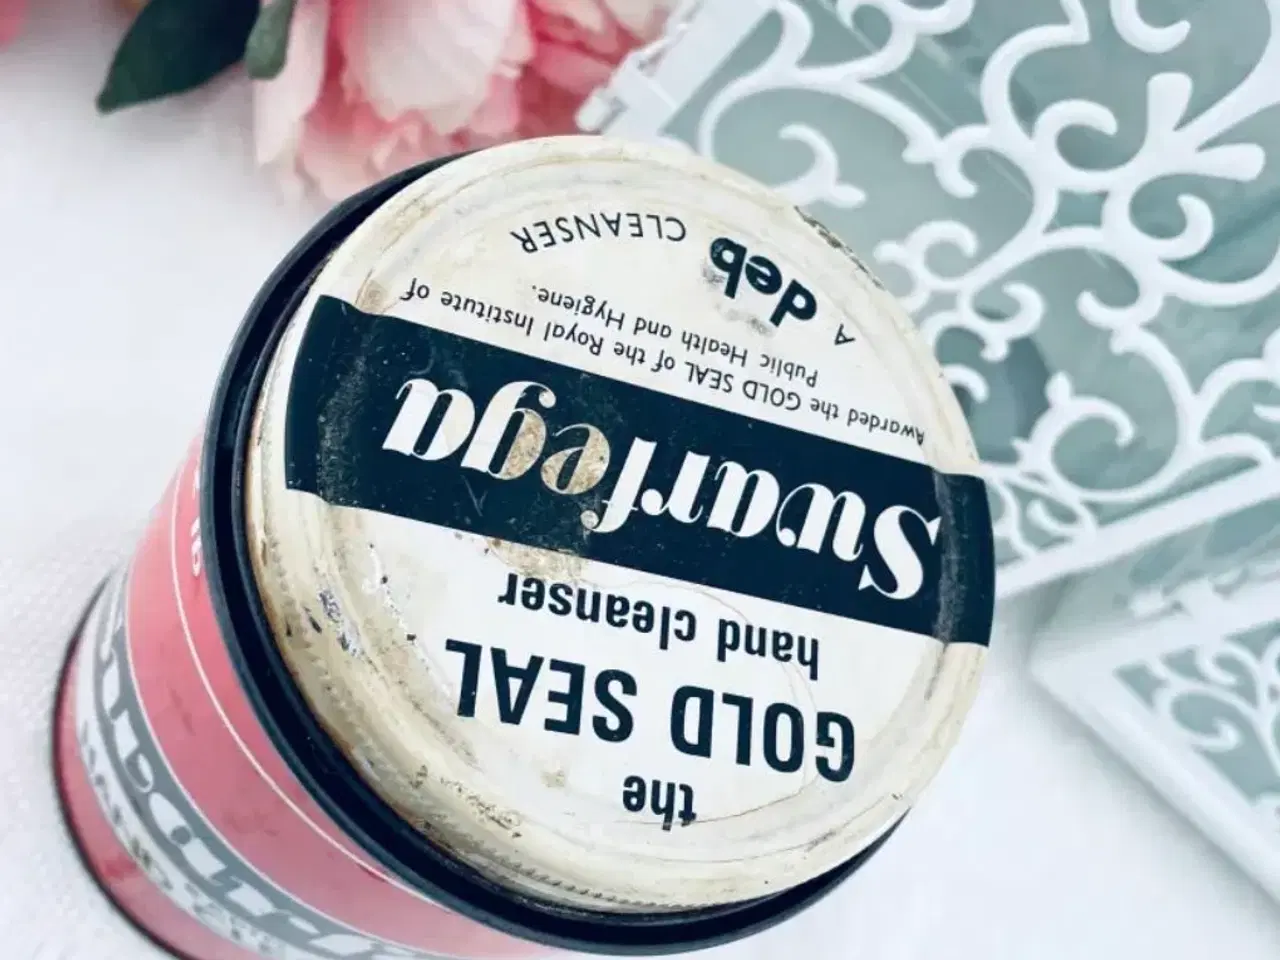 the
GOLD SEAL
hand cleanser
Swarfega
Awarded the GOLD SEAL of the Royal Institute of
Public Health and Hygiene.
A deb CLEANSER